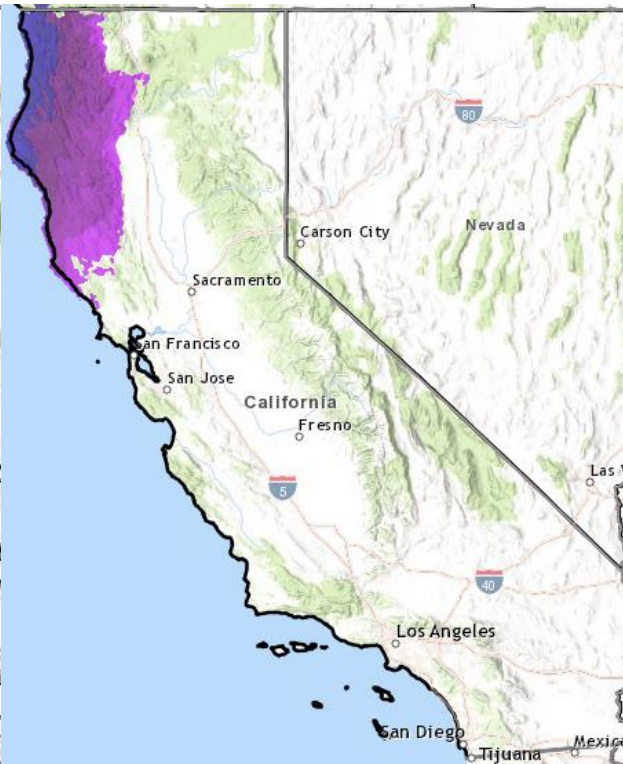 80
Carson City
Nevada
Sacramento
San Francisco
San Jose
California
Fresno
Las
5
40
Los Angeles
San Diego
Tijuana
Mexica